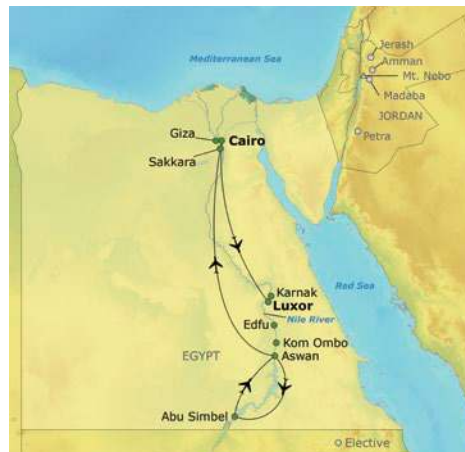 Jerash
Amman
Mediterranean Sea
Mt. Nobo
Madaba
JORDAN
Petra
Giza
Cairo
Sakkara
Red Sea
Karnak
Luxor
Nile River
Edfu
Kom Ombo
EGYPT
Aswan
Abu Simbel
Elective